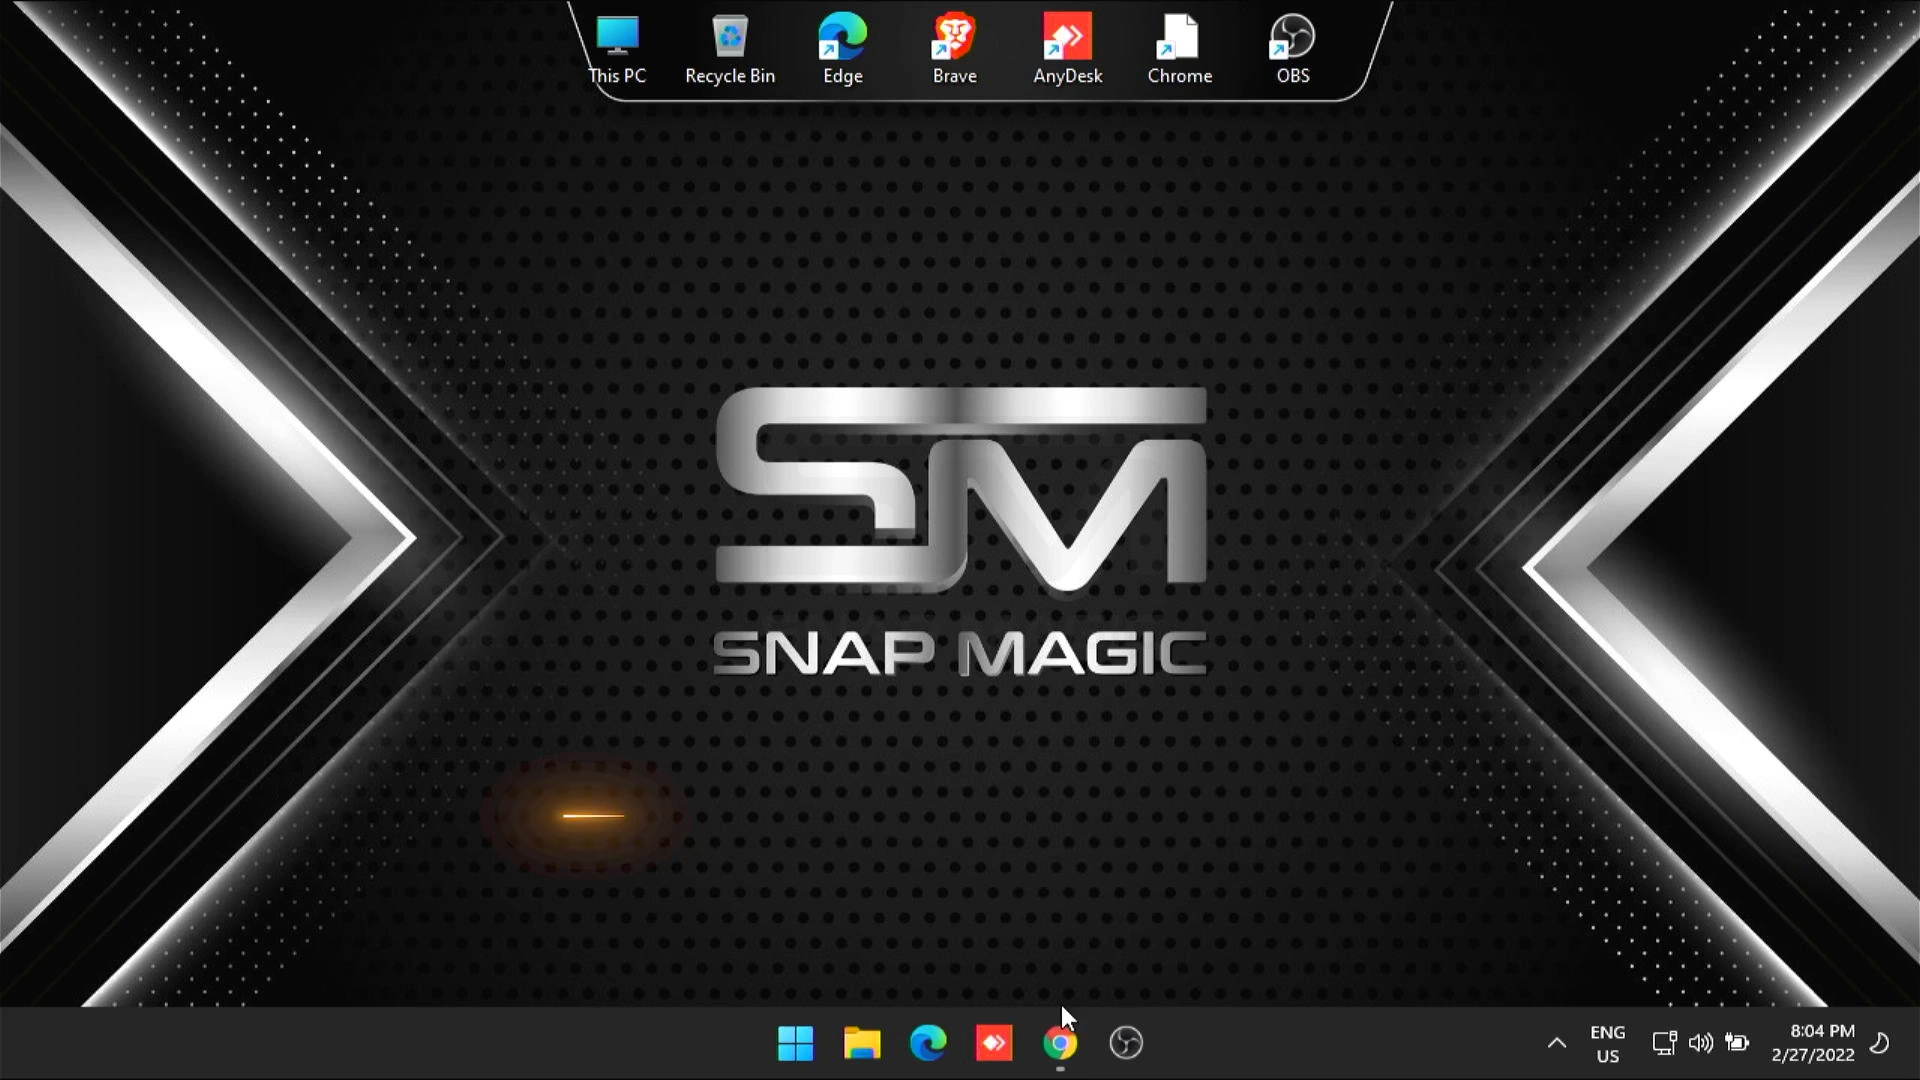 This PC
Recycle Bin
Edge
Brave
AnyDesk
Chrome
OBS
SM
SNAP MAGIC
ENG
US
8:04 PM
2/27/2022